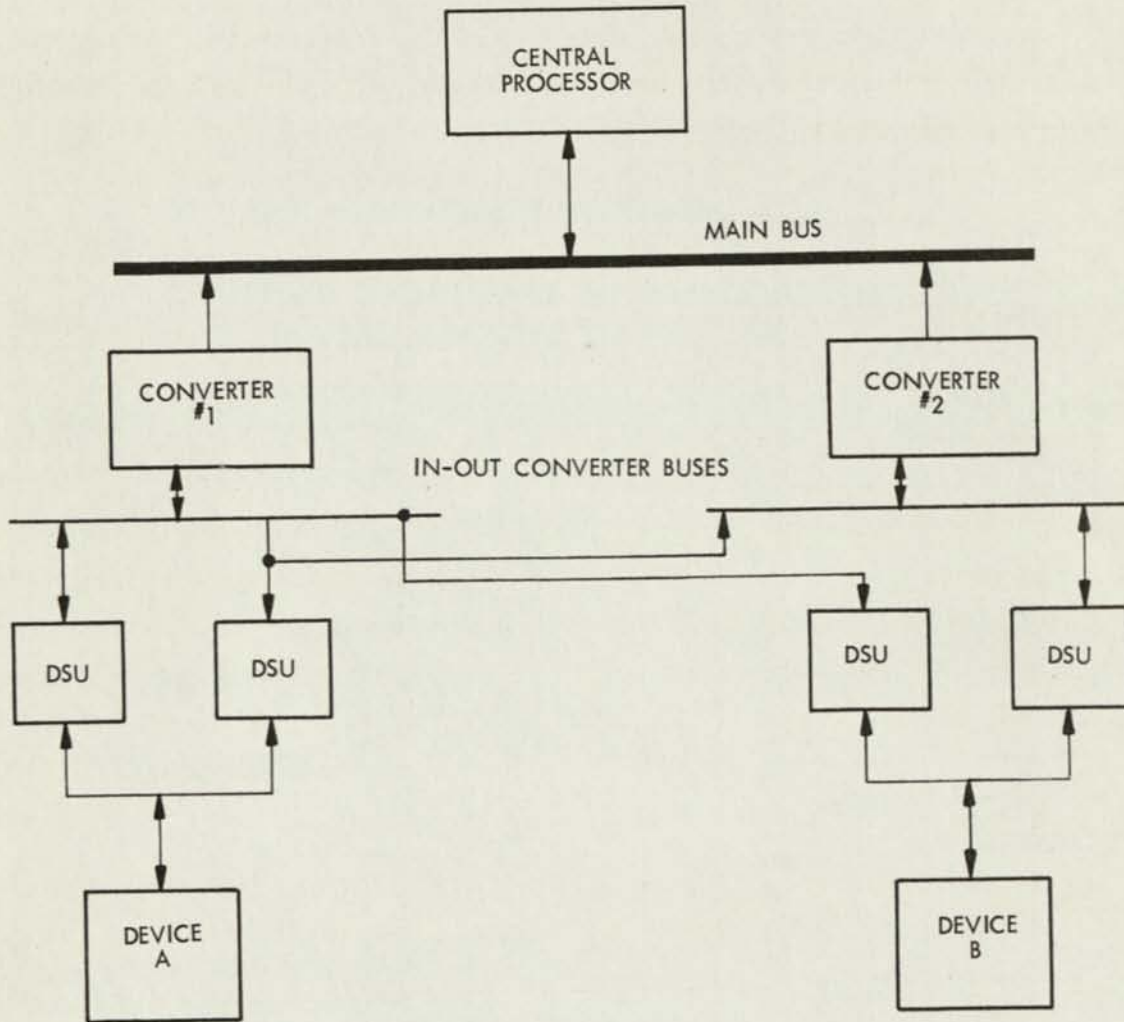 CENTRAL
PROCESSOR
MAIN BUS
CONVERTER
#1
CONVERTER
#2
IN-OUT CONVERTER BUSES
DSU
DSU
DSU
DSU
DEVICE
A
DEVICE
B